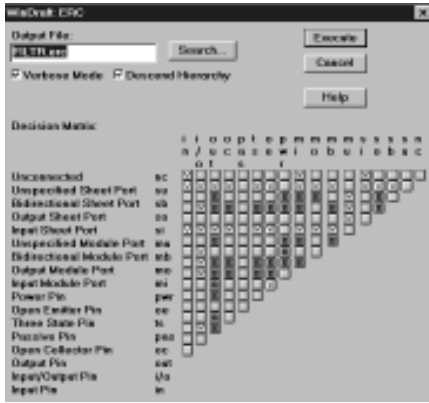 WinDraft: ERC
Output File:
FILTR.erc
Search...
Execute
Cancel
Help
Verbose Mode
Descend Hierarchy
Decision Matrix:
Unconnected nc
Unspecified Sheet Port su
Bidirectional Sheet Port sb
Output Sheet Port so
Input Sheet Port si
Unspecified Module Port mu
Bidirectional Module Port mb
Output Module Port mo
Input Module Port mi
Power Pin pwr
Open Emitter Pin oe
Three State Pin ts
Passive Pin pas
Open Collector Pin oc
Output Pin out
Input/Output Pin i/o
Input Pin in